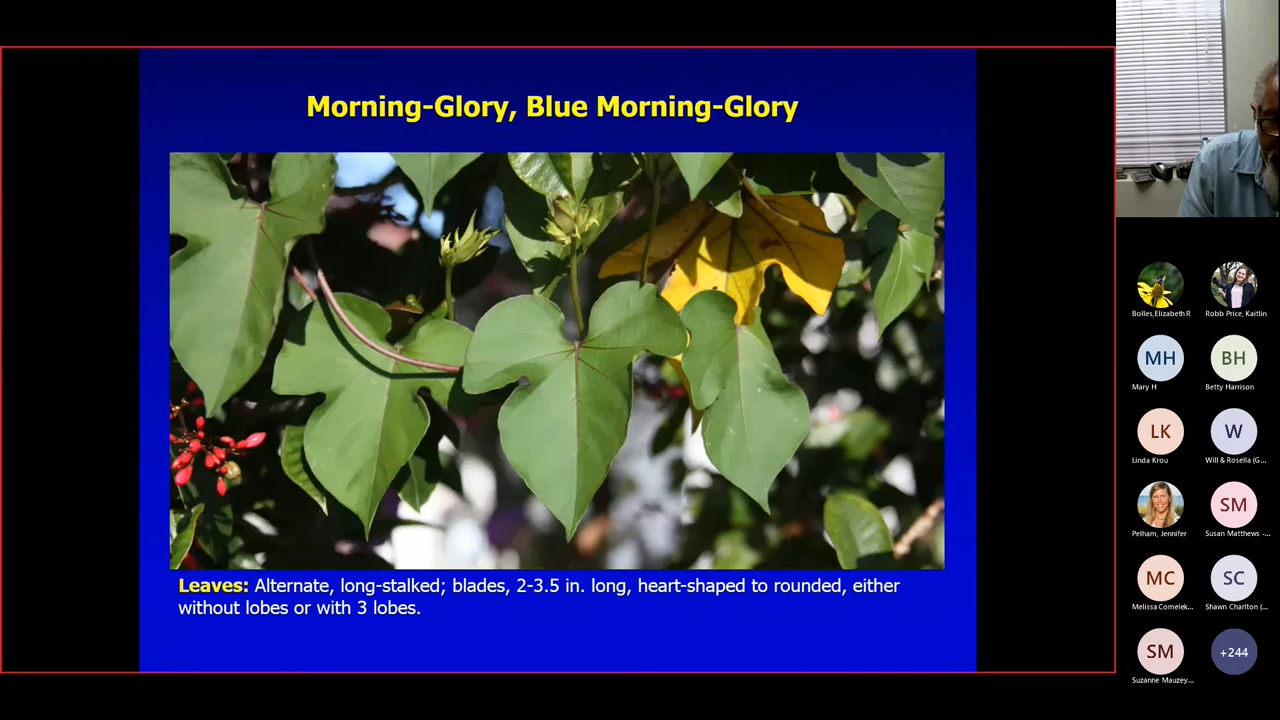 Morning-Glory, Blue Morning-Glory
Leaves: Alternate, long-stalked; blades, 2-3.5 in. long, heart-shaped to rounded, either
without lobes or with 3 lobes.
Bolles,Elizabeth R
Robb Price, Kaitlin
MH
BH
Mary H
Betty Harrison
LK
W
Linda Krou
Will & Rosella (G...
SM
Pelham, Jennifer
Susan Matthews -...
MC
SC
Melissa Comelek...
Shawn Charlton (...
SM
+244
Suzanne Mauzey...